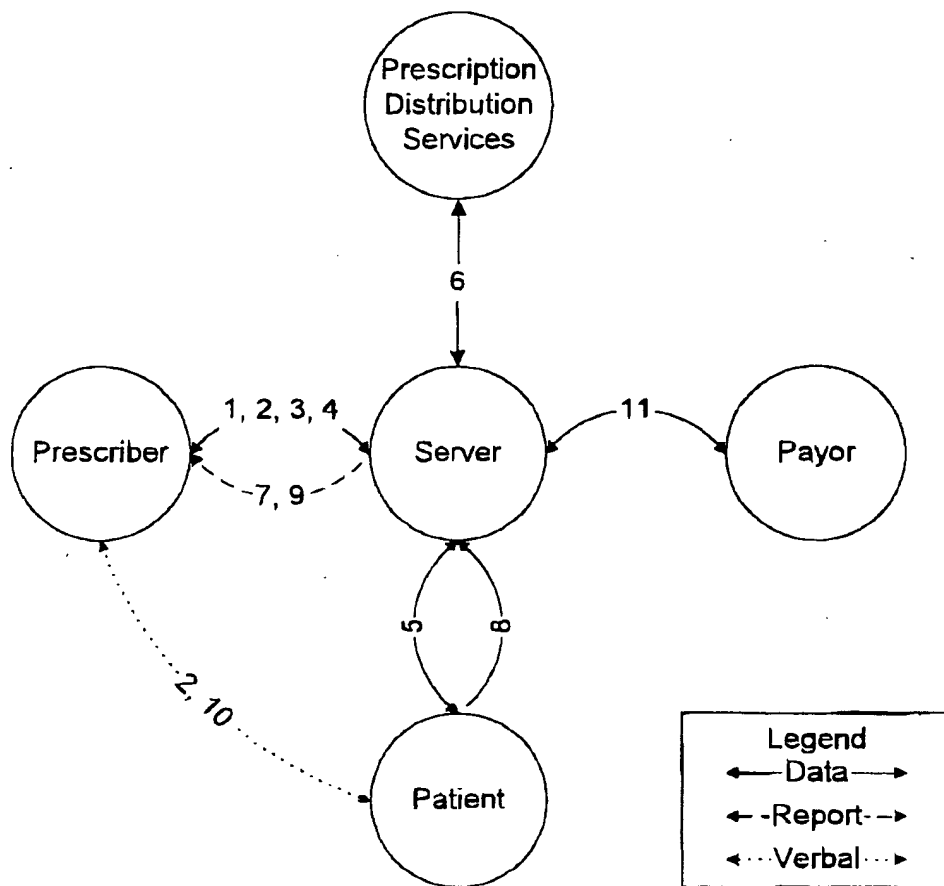 Prescription
Distribution
Services
6
1, 2, 3, 4
11
Prescriber
Server
Payor
7, 9
5
8
2, 10
Patient
Legend
Data
Report
Verbal